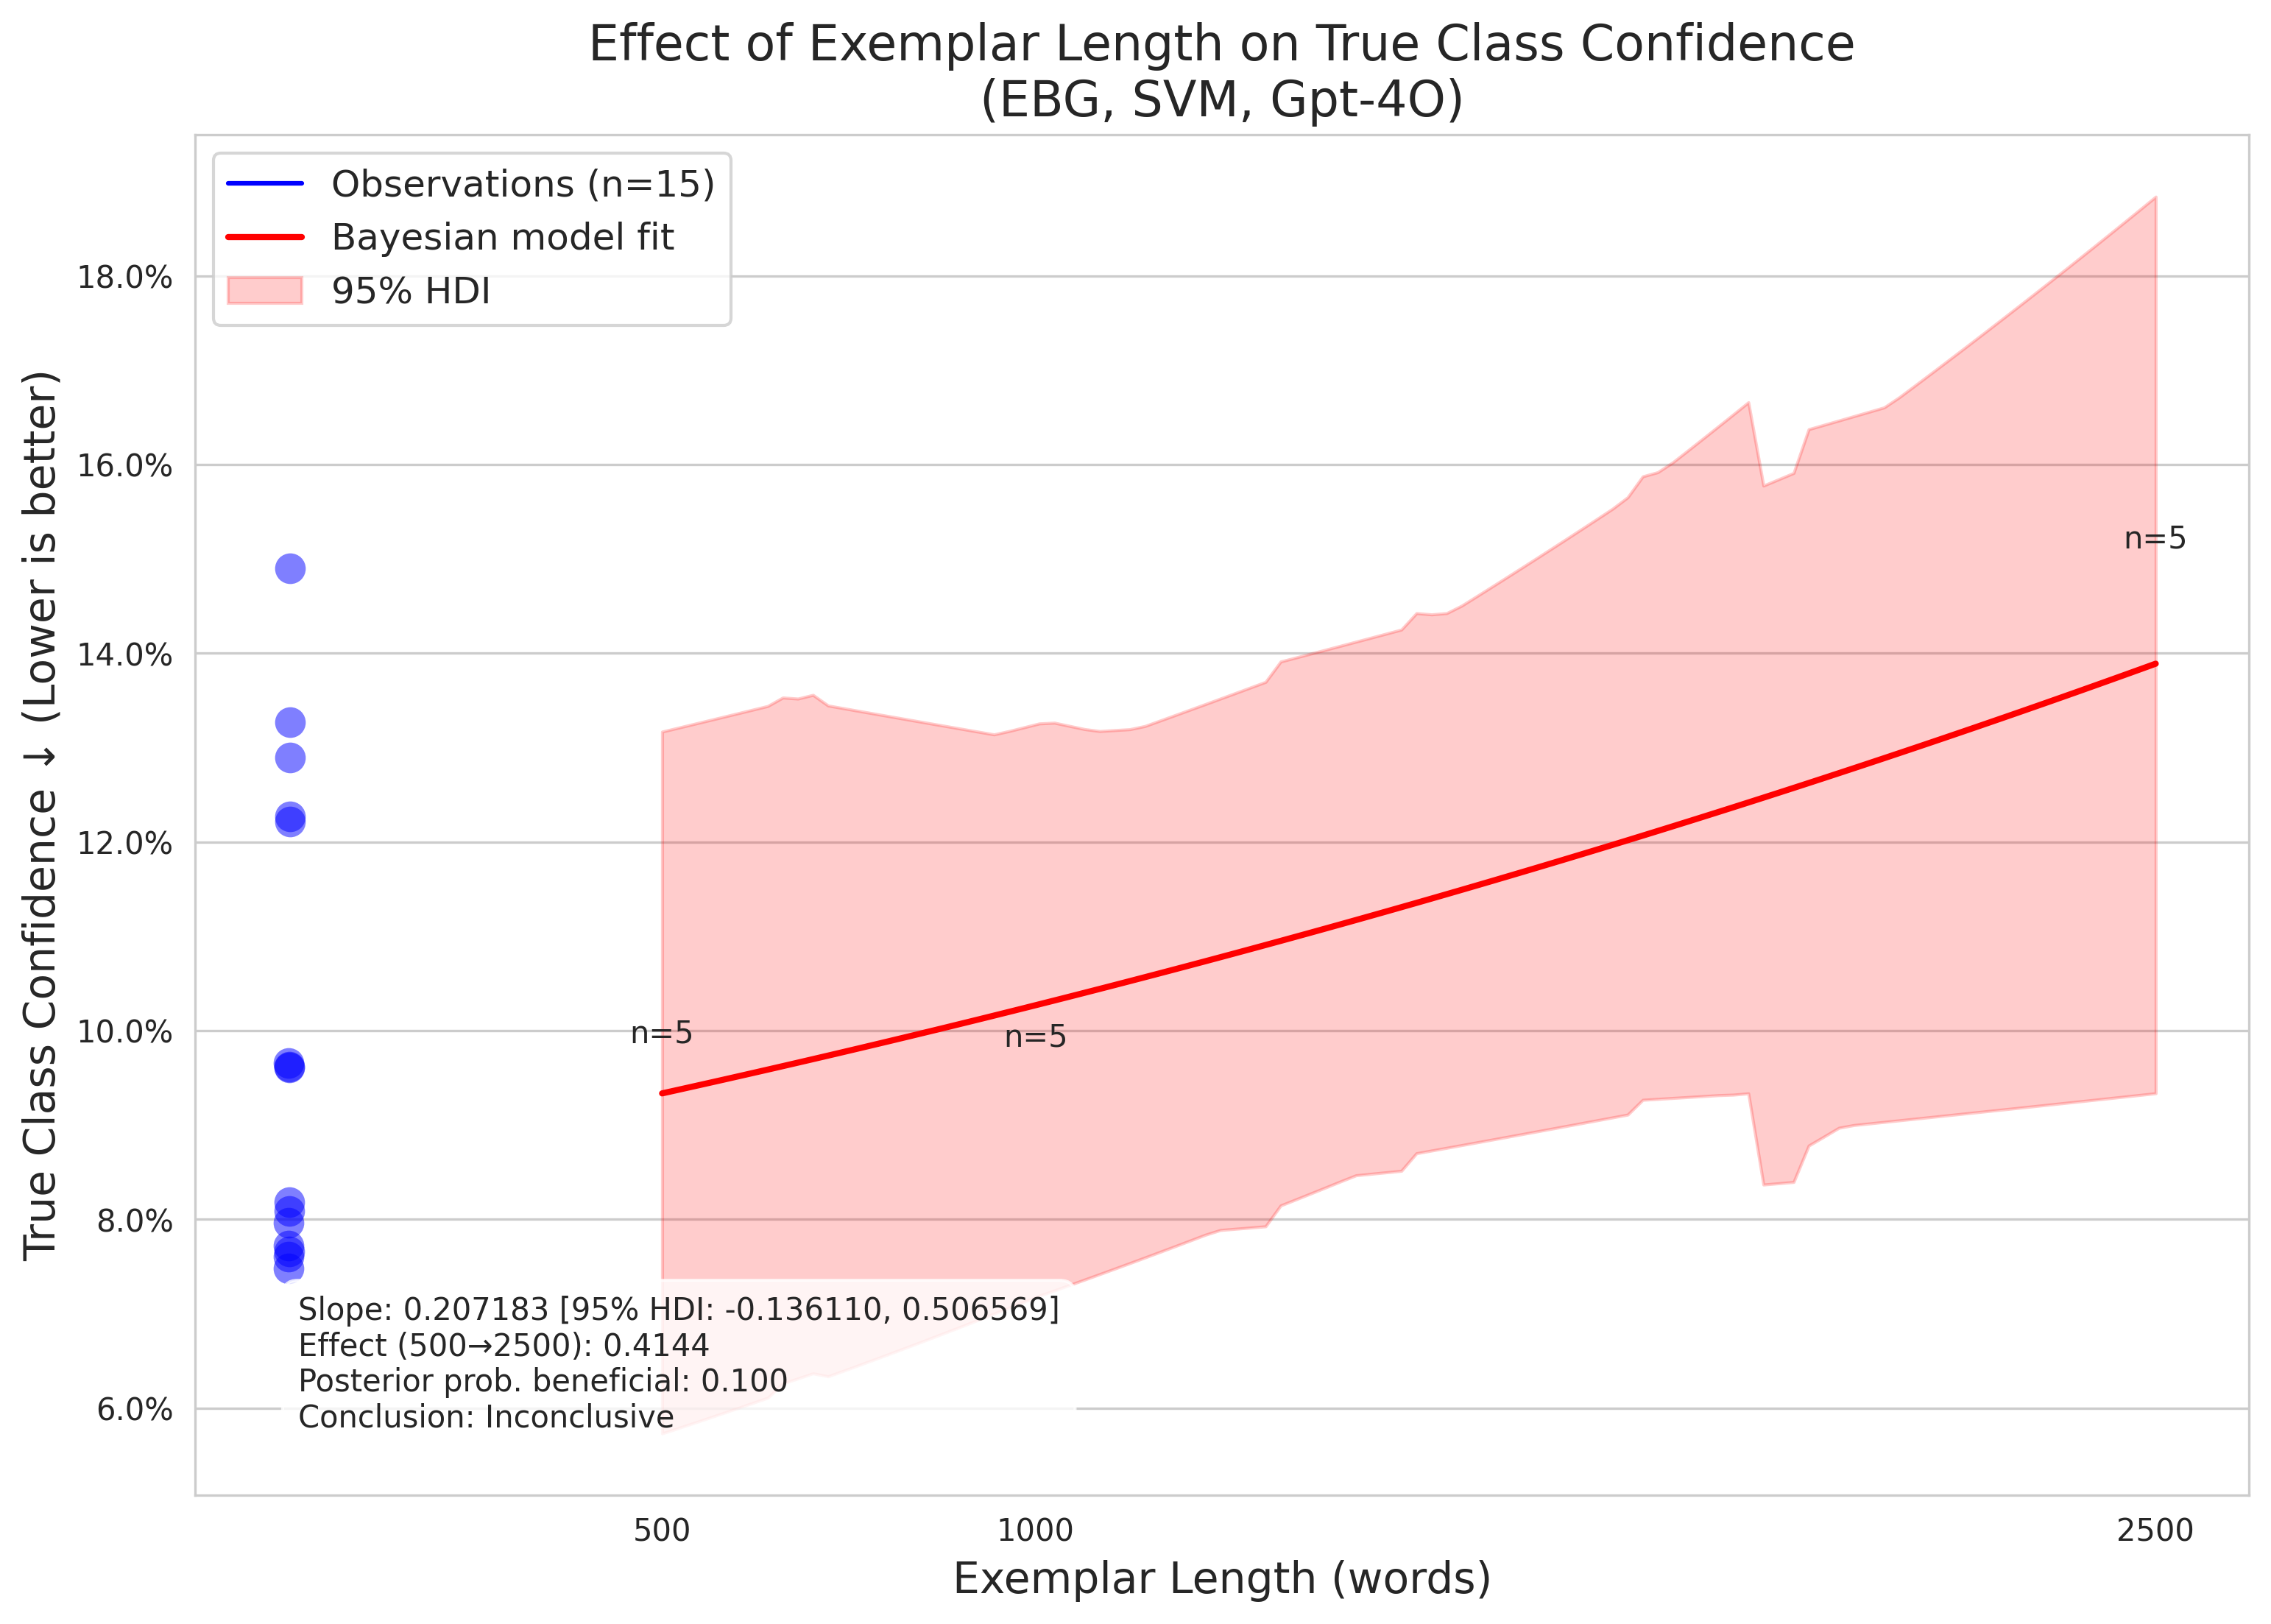 Effect of Exemplar Length on True Class Confidence
(EBG, SVM, Gpt-4O)
Observations (n=15)
Bayesian model fit
95% HDI
True Class Confidence ↓ (Lower is better)
18.0%
16.0%
14.0%
12.0%
10.0%
8.0%
6.0%
n=5
n=5
n=5
Slope: 0.207183 [95% HDI: -0.136110, 0.506569]
Effect (500→2500): 0.4144
Posterior prob. beneficial: 0.100
Conclusion: Inconclusive
500
1000
2500
Exemplar Length (words)